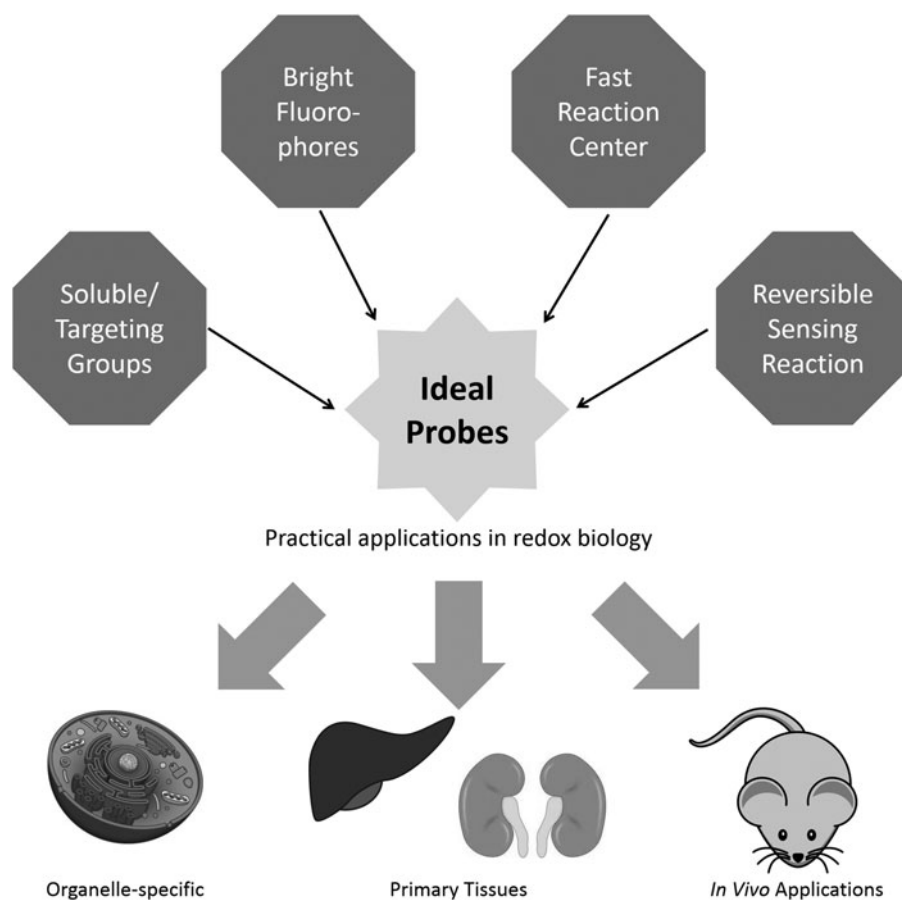 Bright
Fluoro-
phores
Fast
Reaction
Center
Soluble/
Targeting
Groups
Reversible
Sensing
Reaction
Ideal
Probes
Practical applications in redox biology
Organelle-specific
Primary Tissues
In Vivo Applications